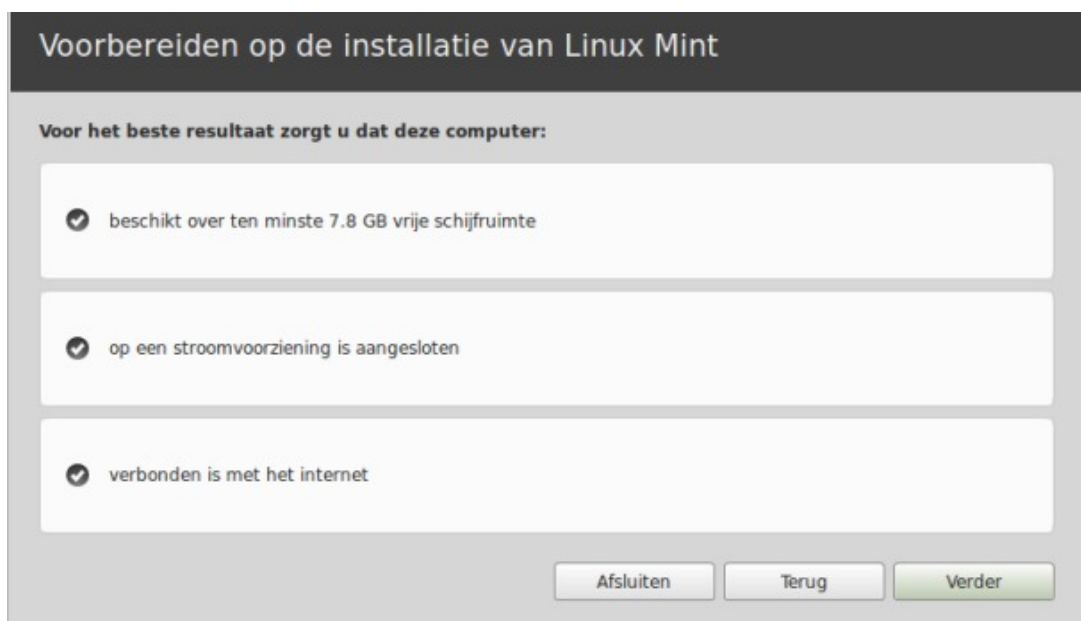 Voorbereiden op de installatie van Linux Mint
Voor het beste resultaat zorgt u dat deze computer:
beschikt over ten minste 7.8 GB vrije schijfruimte
op een stroomvoorziening is aangesloten
verbonden is met het internet
Afsluiten Terug Verder